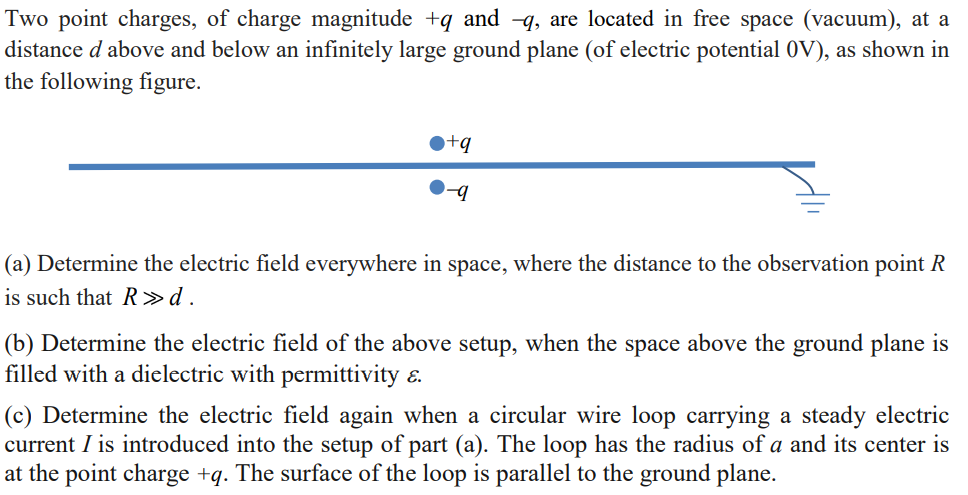 Two point charges, of charge magnitude +q and –q, are located in free space (vacuum), at a
distance d above and below an infinitely large ground plane (of electric potential 0V), as shown in
the following figure.
+q
–q
(a) Determine the electric field everywhere in space, where the distance to the observation point R
is such that R ≫ d .
(b) Determine the electric field of the above setup, when the space above the ground plane is
filled with a dielectric with permittivity ε.
(c) Determine the electric field again when a circular wire loop carrying a steady electric
current I is introduced into the setup of part (a). The loop has the radius of a and its center is
at the point charge +q. The surface of the loop is parallel to the ground plane.